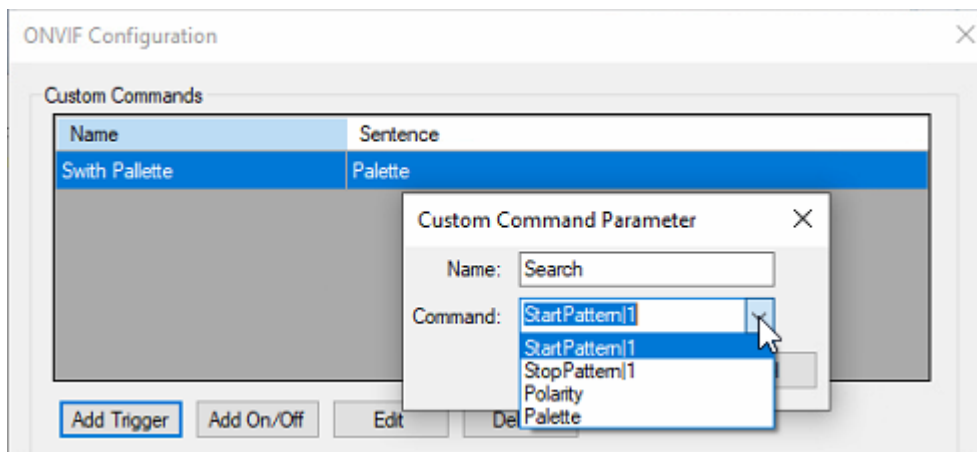 ONVIF Configuration
Custom Commands
Name Sentence
Swith Pallette Palette
Custom Command Parameter
Name: Search
Command: StartPattern|1
StartPattern|1
StopPattern|1
Polarity
Palette
Add Trigger Add On/Off Edit